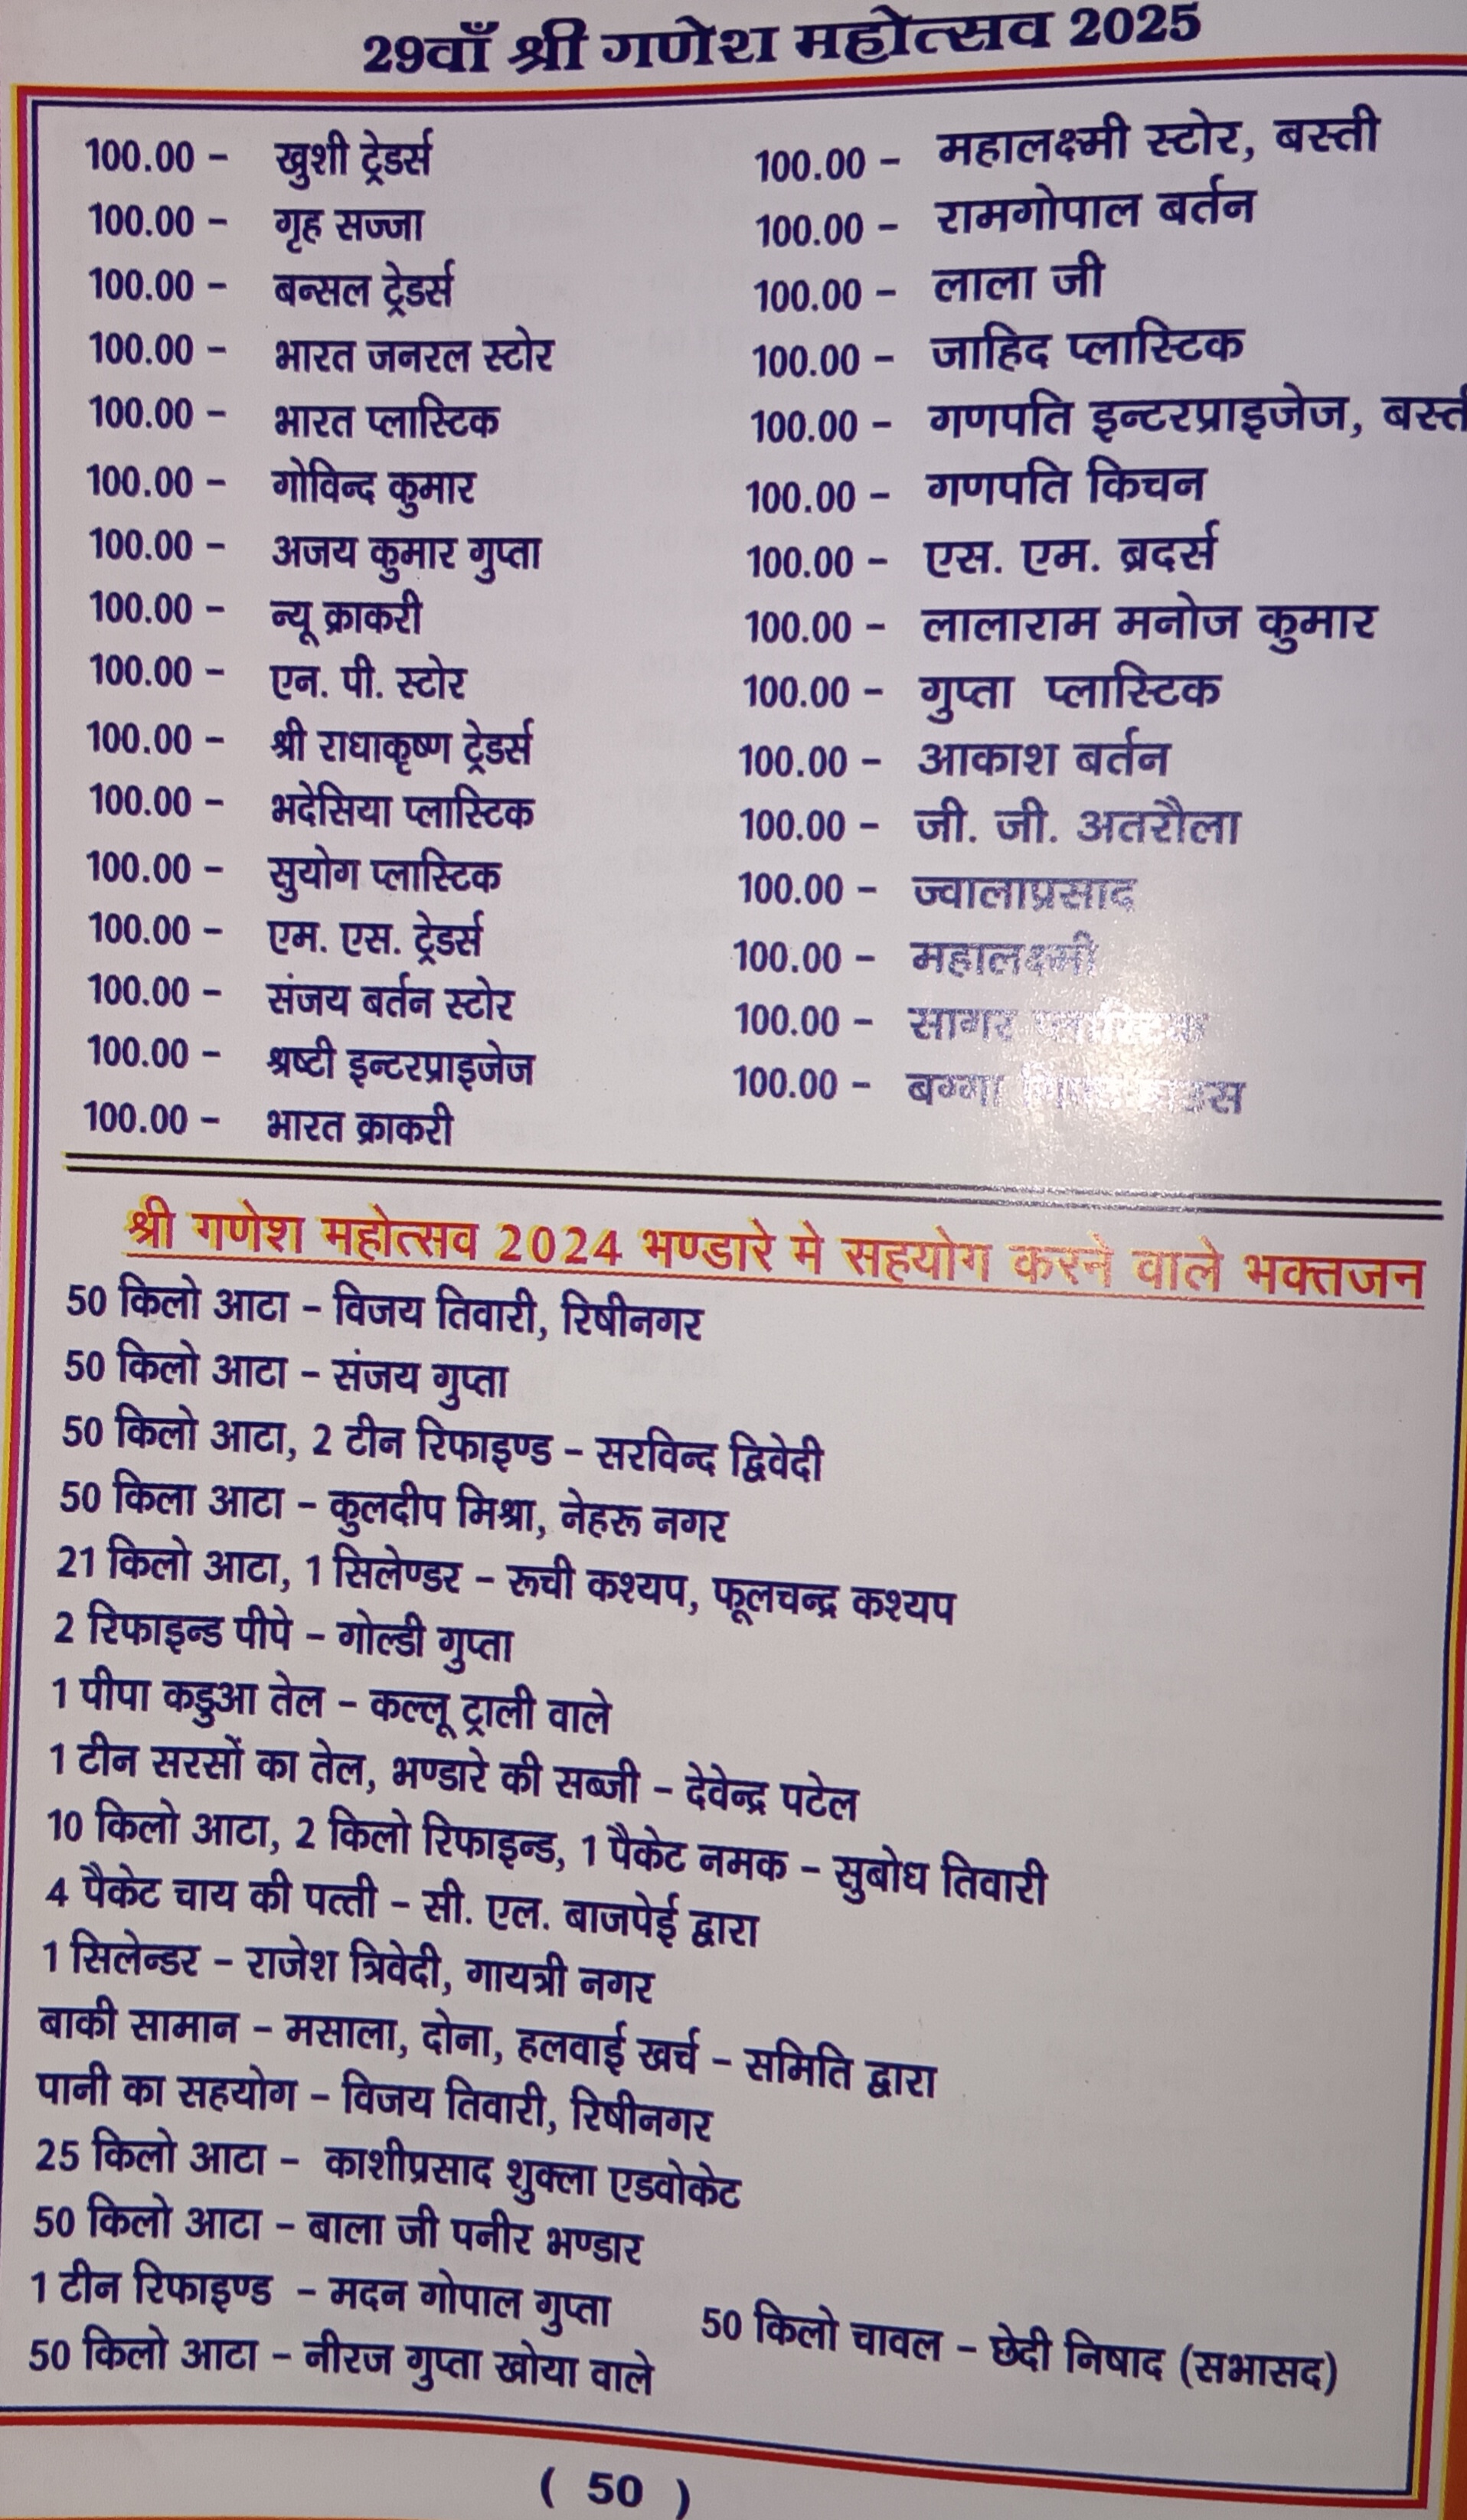 29वाँ श्री गणेश महोत्सव 2025
100.00 - खुशी ट्रेडर्स
100.00 - गृह सज्जा
100.00 - बन्सल ट्रेडर्स
100.00 - भारत जनरल स्टोर
100.00 - भारत प्लास्टिक
100.00 - गोविन्द कुमार
100.00 - अजय कुमार गुप्ता
100.00 - न्यू क्राकरी
100.00 - एन. पी. स्टोर
100.00 - श्री राधाकृष्ण ट्रेडर्स
100.00 - भदेसिया प्लास्टिक
100.00 - सुयोग प्लास्टिक
100.00 - एम. एस. ट्रेडर्स
100.00 - संजय बर्तन स्टोर
100.00 - श्रष्टी इन्टरप्राइजेज
100.00 - भारत क्राकरी
100.00 - महालक्ष्मी स्टोर, बस्ती
100.00 - रामगोपाल बर्तन
100.00 - लाला जी
100.00 - जाहिद प्लास्टिक
100.00 - गणपति इन्टरप्राइजेज,
100.00 - गणपति किचन
100.00 - एस. एम. ब्रदर्स
100.00 - लालाराम मनोज कुमार
100.00 - गुप्ता प्लास्टिक
100.00 - आकाश बर्तन
100.00 - जी. जी. अतरौला
100.00 - ज्वालाप्रसाद
100.00 - महालक्ष्मी
100.00 - सागर प्लास्टिक
100.00 - बग्गा
श्री गणेश महोत्सव 2024 भण्डारे मे सहयोग करने वाले भक्तजन
50 किलो आटा - विजय तिवारी, रिषीनगर
50 किलो आटा - संजय गुप्ता
50 किलो आटा, 2 टीन रिफाइण्ड - सरविन्द द्विवेदी
50 किला आटा - कुलदीप मिश्रा, नेहरू नगर
21 किलो आटा, 1 सिलेण्डर - रूची कश्यप, फूलचन्द्र कश्यप
2 रिफाइन्ड पीपे - गोल्डी गुप्ता
1 पीपा कडुआ तेल - कल्लू ट्राली वाले
1 टीन सरसों का तेल, भण्डारे की सब्जी - देवेन्द्र पटेल
10 किलो आटा, 2 किलो रिफाइन्ड, 1 पैकेट नमक - सुबोध तिवारी
4 पैकेट चाय की पत्ती - सी. एल. बाजपेई द्वारा
1 सिलेन्डर - राजेश त्रिवेदी, गायत्री नगर
बाकी सामान - मसाला, दोना, हलवाई खर्च - समिति द्वारा
पानी का सहयोग - विजय तिवारी, रिषीनगर
25 किलो आटा - काशीप्रसाद शुक्ला एडवोकेट
50 किलो आटा - बाला जी पनीर भण्डार
1 टीन रिफाइण्ड - मदन गोपाल गुप्ता
50 किलो चावल - छेदी निषाद (सभासद)
50 किलो आटा - नीरज गुप्ता खोया वाले
( 50 )